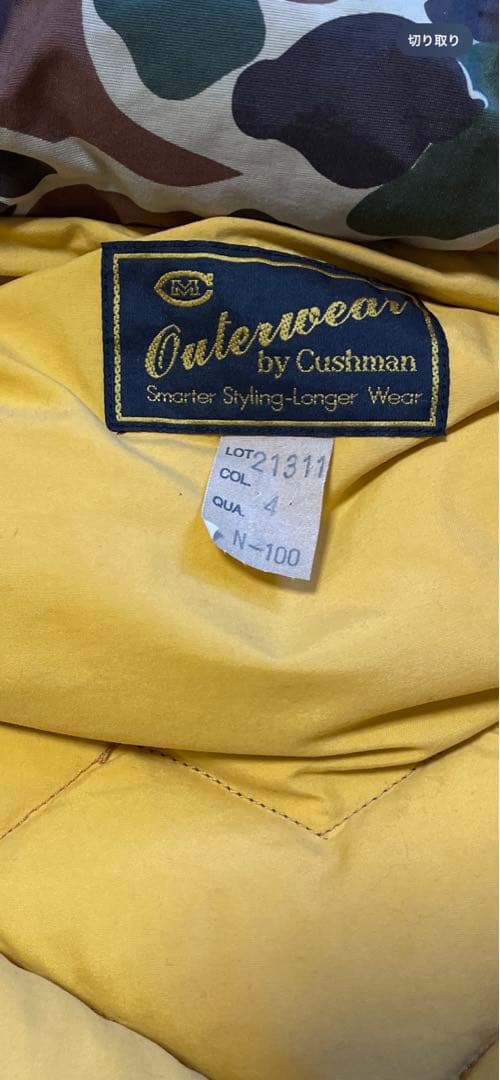 切り取り
CM
Outerwear
by Cushman
Smarter Styling-Longer Wear
LOT 21311
COL.
QUA. 4
N-100